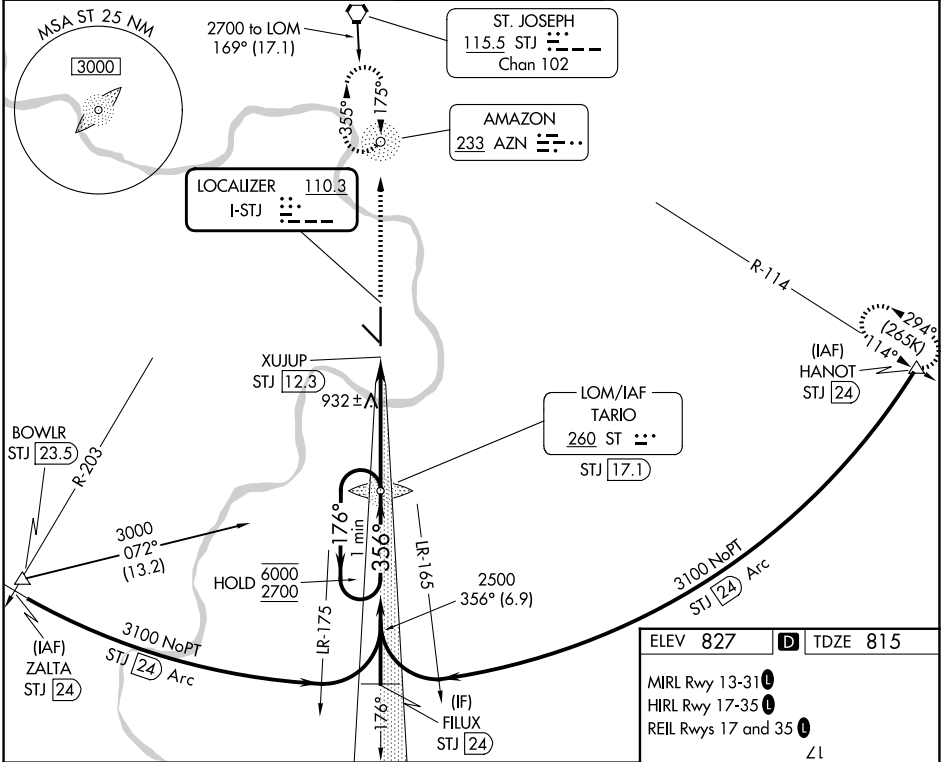 MSA ST 25 NM
3000
2700 to LOM
169° (17.1)
ST. JOSEPH
115.5 STJ
Chan 102
355°
175°
AMAZON
233 AZN
LOCALIZER 110.3
I-STJ
R-114
294°
(265K)
114°
(IAF)
HANOT
STJ 24
XUJUP
STJ 12.3
932±
LOM/IAF
TARIO
260 ST
STJ 17.1
BOWLR
STJ 23.5
R-203
3000
072°
(13.2)
176°
1 min
356°
HOLD 6000
2700
LR-175
LR-165
2500
356° (6.9)
3100 NoPT
STJ 24 Arc
3100 NoPT
STJ 24 Arc
(IAF)
ZALTA
STJ 24
176°
(IF)
FILUX
STJ 24
ELEV 827 D TDZE 815
MIRL Rwy 13-31 L
HIRL Rwy 17-35 L
REIL Rwys 17 and 35 L
17